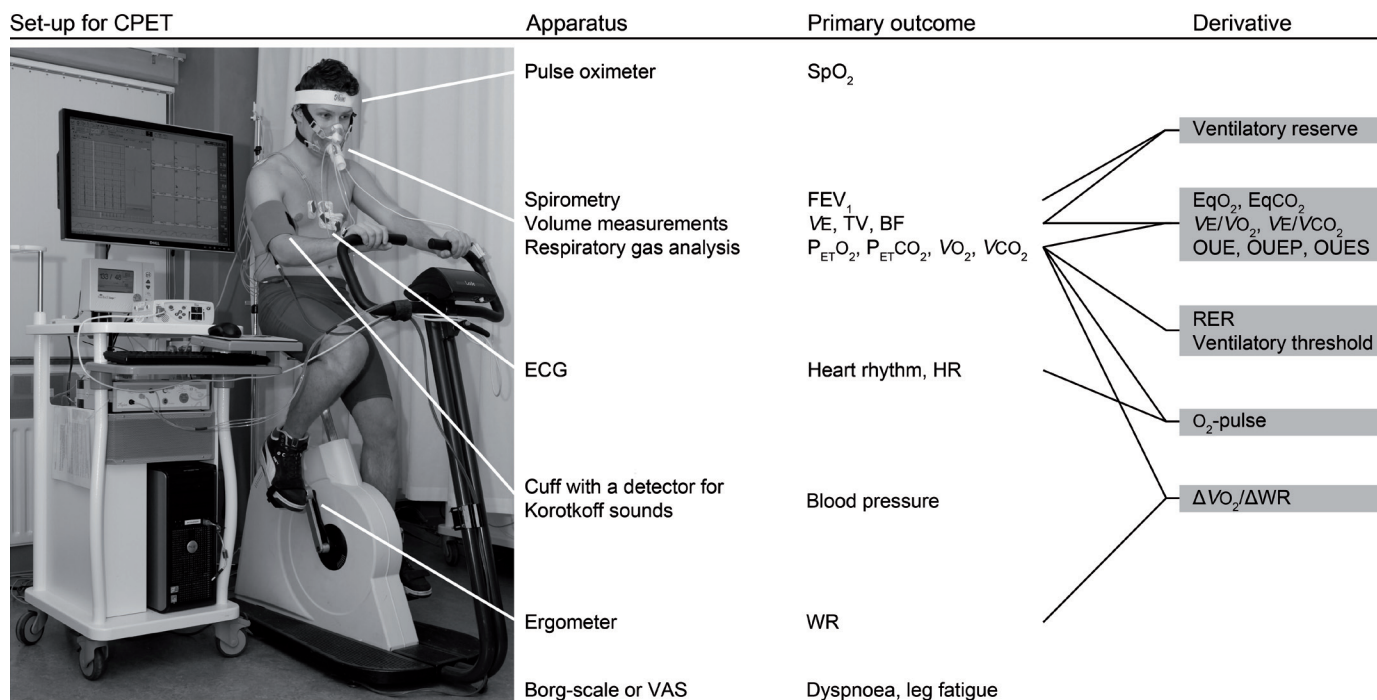 Set-up for CPET Apparatus Primary outcome Derivative
Pulse oximeter SpO₂
Ventilatory reserve
Spirometry FEV₁
Volume measurements VE, TV, BF
Respiratory gas analysis P_ETO₂, P_ETCO₂, VO₂, VCO₂
EqO₂, EqCO₂
VE/VO₂, VE/VCO₂
OUE, OUEP, OUES
RER
Ventilatory threshold
ECG Heart rhythm, HR
O₂-pulse
Cuff with a detector for
Korotkoff sounds
Blood pressure
ΔVO₂/ΔWR
Ergometer WR
Borg-scale or VAS Dyspnoea, leg fatigue